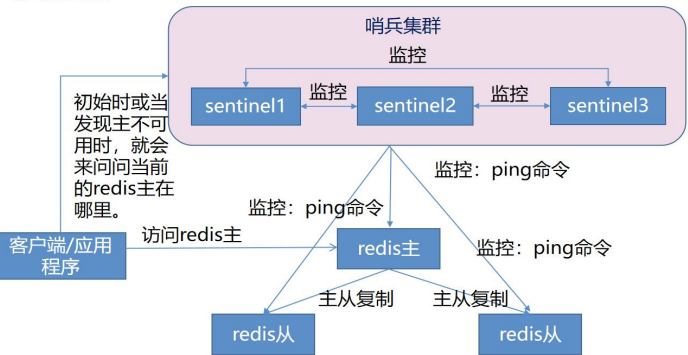 哨兵集群
监控
监控
监控
sentinel1
sentinel2
sentinel3
初始时或当
发现主不可
用时，就会
来问问当前
的redis主在
哪里。
监控：ping命令
监控：ping命令
客户端/应用
程序
访问redis主
redis主
监控：ping命令
主从复制
主从复制
redis从
redis从